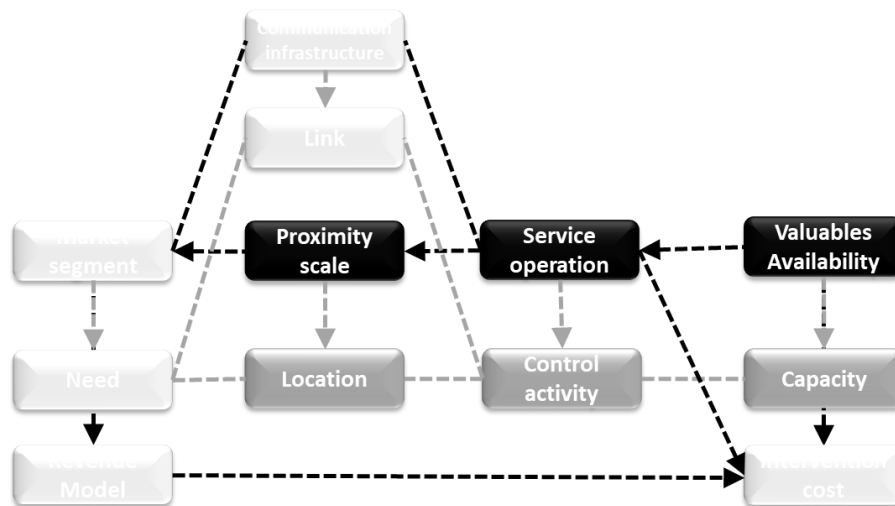 Communication
infrastructure
Link
Market
segment
Proximity
scale
Service
operation
Valuables
Availability
Need
Location
Control
activity
Capacity
Revenue
Model
Intervention
cost